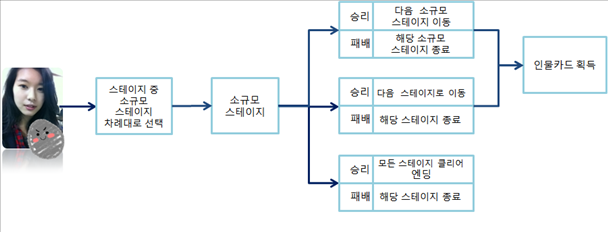 스테이지 중
소규모
스테이지
차례대로 선택
소규모
스테이지
승리
다음 소규모
스테이지 이동
패배
해당 소규모
스테이지 종료
승리
다음 스테이지로 이동
패배
해당 스테이지 종료
승리
모든 스테이지 클리어
엔딩
패배
해당 스테이지 종료
인물카드 획득